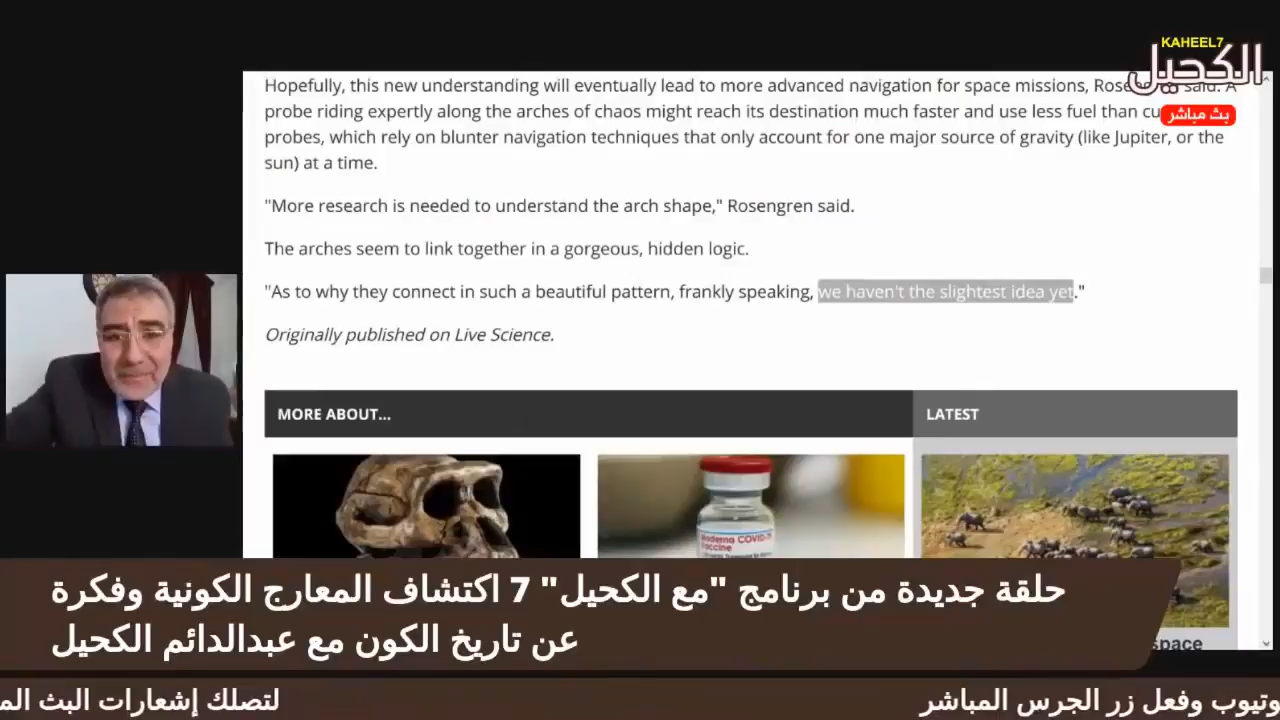 KAHEEL7
الكحيل
بث مباشر
Hopefully, this new understanding will eventually lead to more advanced navigation for space missions, said. A
probe riding expertly along the arches of chaos might reach its destination much faster and use less fuel than
probes, which rely on blunter navigation techniques that only account for one major source of gravity (like Jupiter, or the
sun) at a time.
"More research is needed to understand the arch shape," Rosengren said.
The arches seem to link together in a gorgeous, hidden logic.
"As to why they connect in such a beautiful pattern, frankly speaking, we haven't the slightest idea yet."
Originally published on Live Science.
MORE ABOUT...
LATEST
Moderna COVID-19
Vaccine
space
حلقة جديدة من برنامج "مع الكحيل" 7 اكتشاف المعارج الكونية وفكرة
عن تاريخ الكون مع عبدالدائم الكحيل
وتيوب وفعل زر الجرس المباشر
لتصلك إشعارات البث